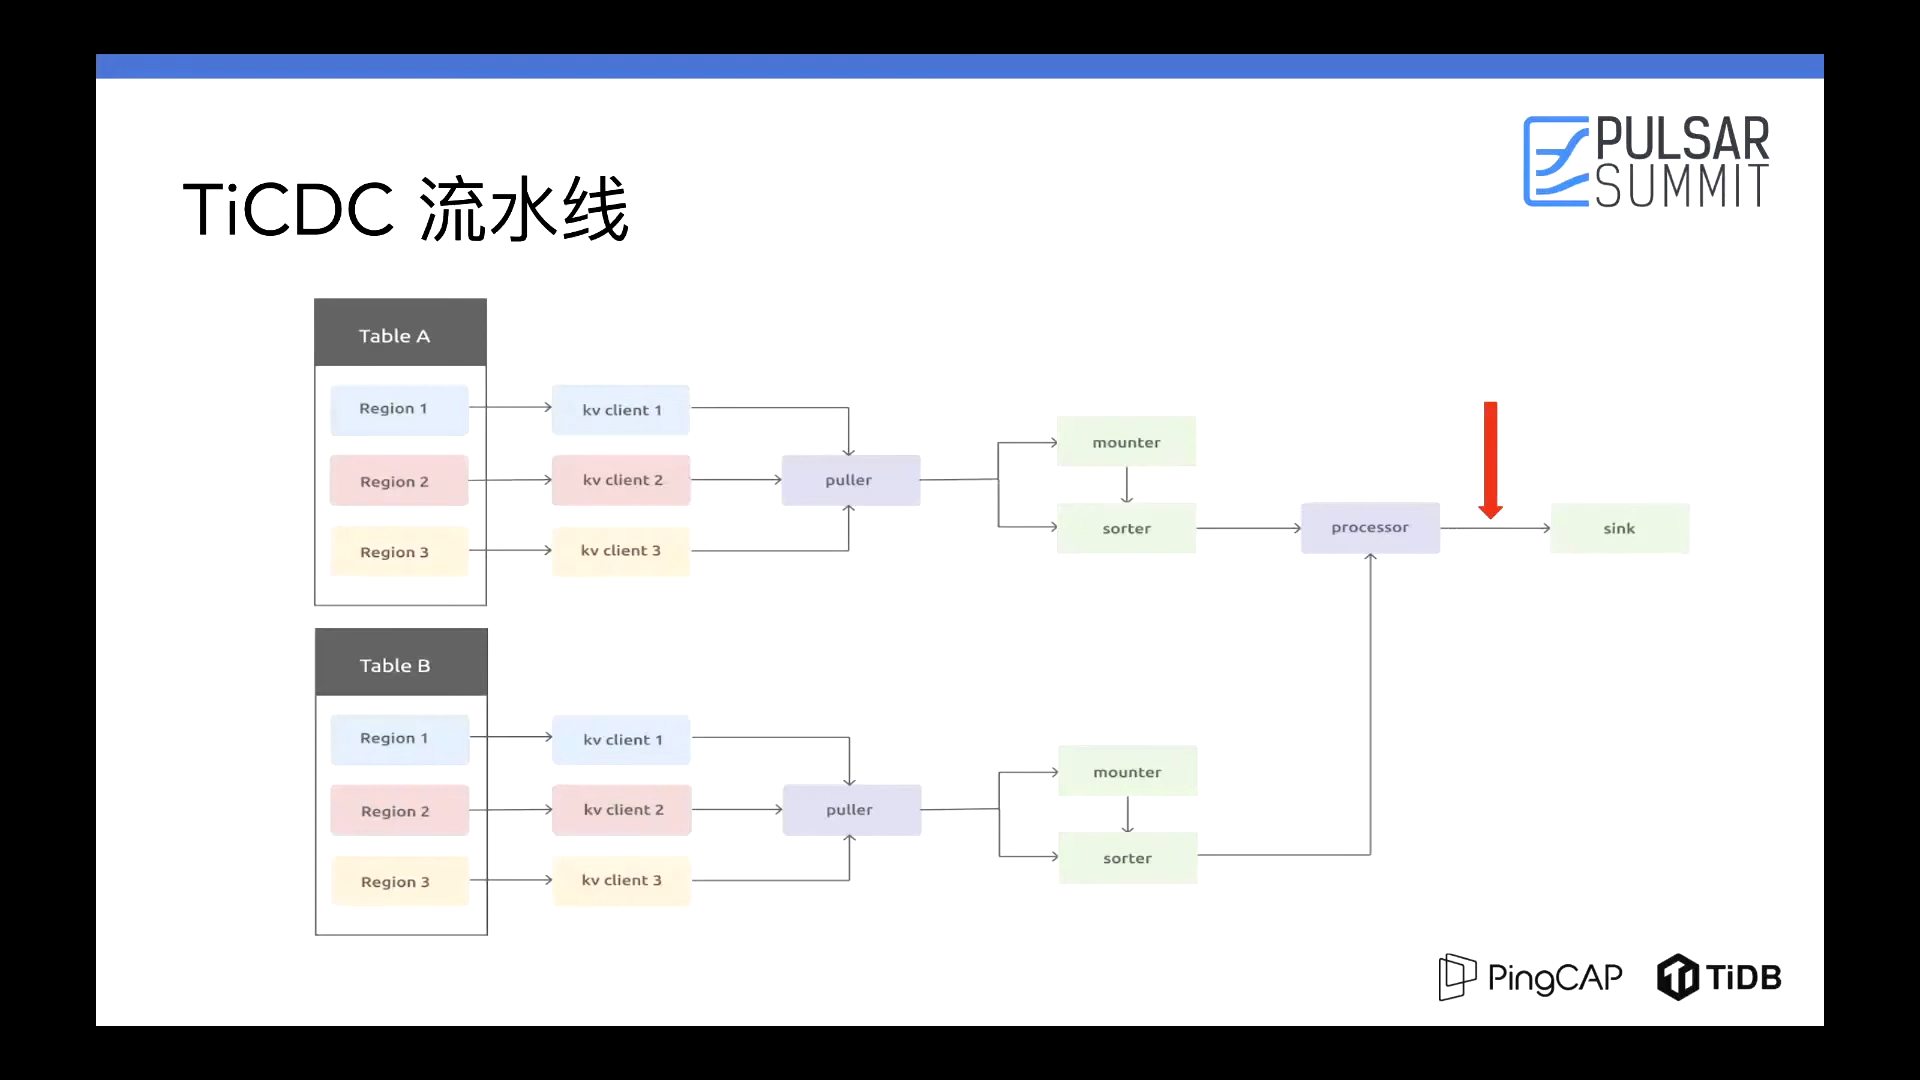 PULSAR
SUMMIT
TiCDC 流水线
Table A
Region 1
kv client 1
Region 2
kv client 2
puller
mounter
Region 3
kv client 3
sorter
processor
sink
Table B
Region 1
kv client 1
Region 2
kv client 2
puller
mounter
Region 3
kv client 3
sorter
PingCAP
TiDB